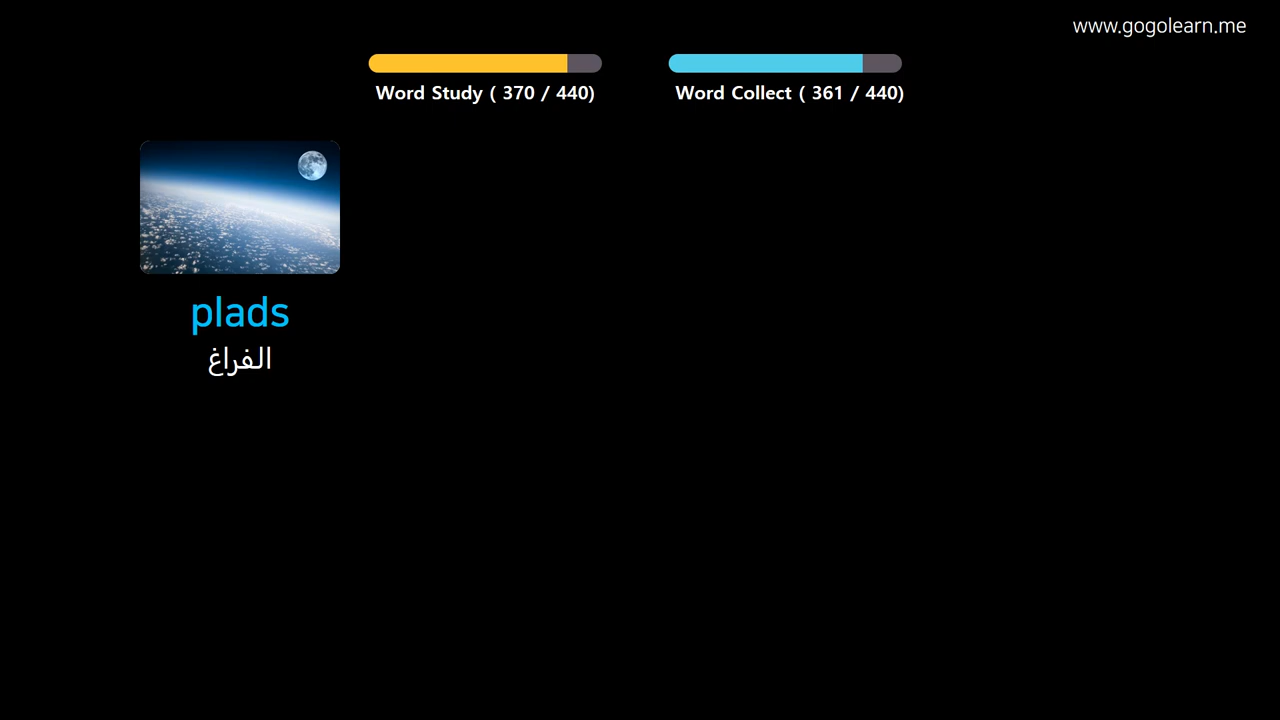 www.gogolearn.me
Word Study ( 370 / 440)
Word Collect ( 361 / 440)
plads
الفراغ